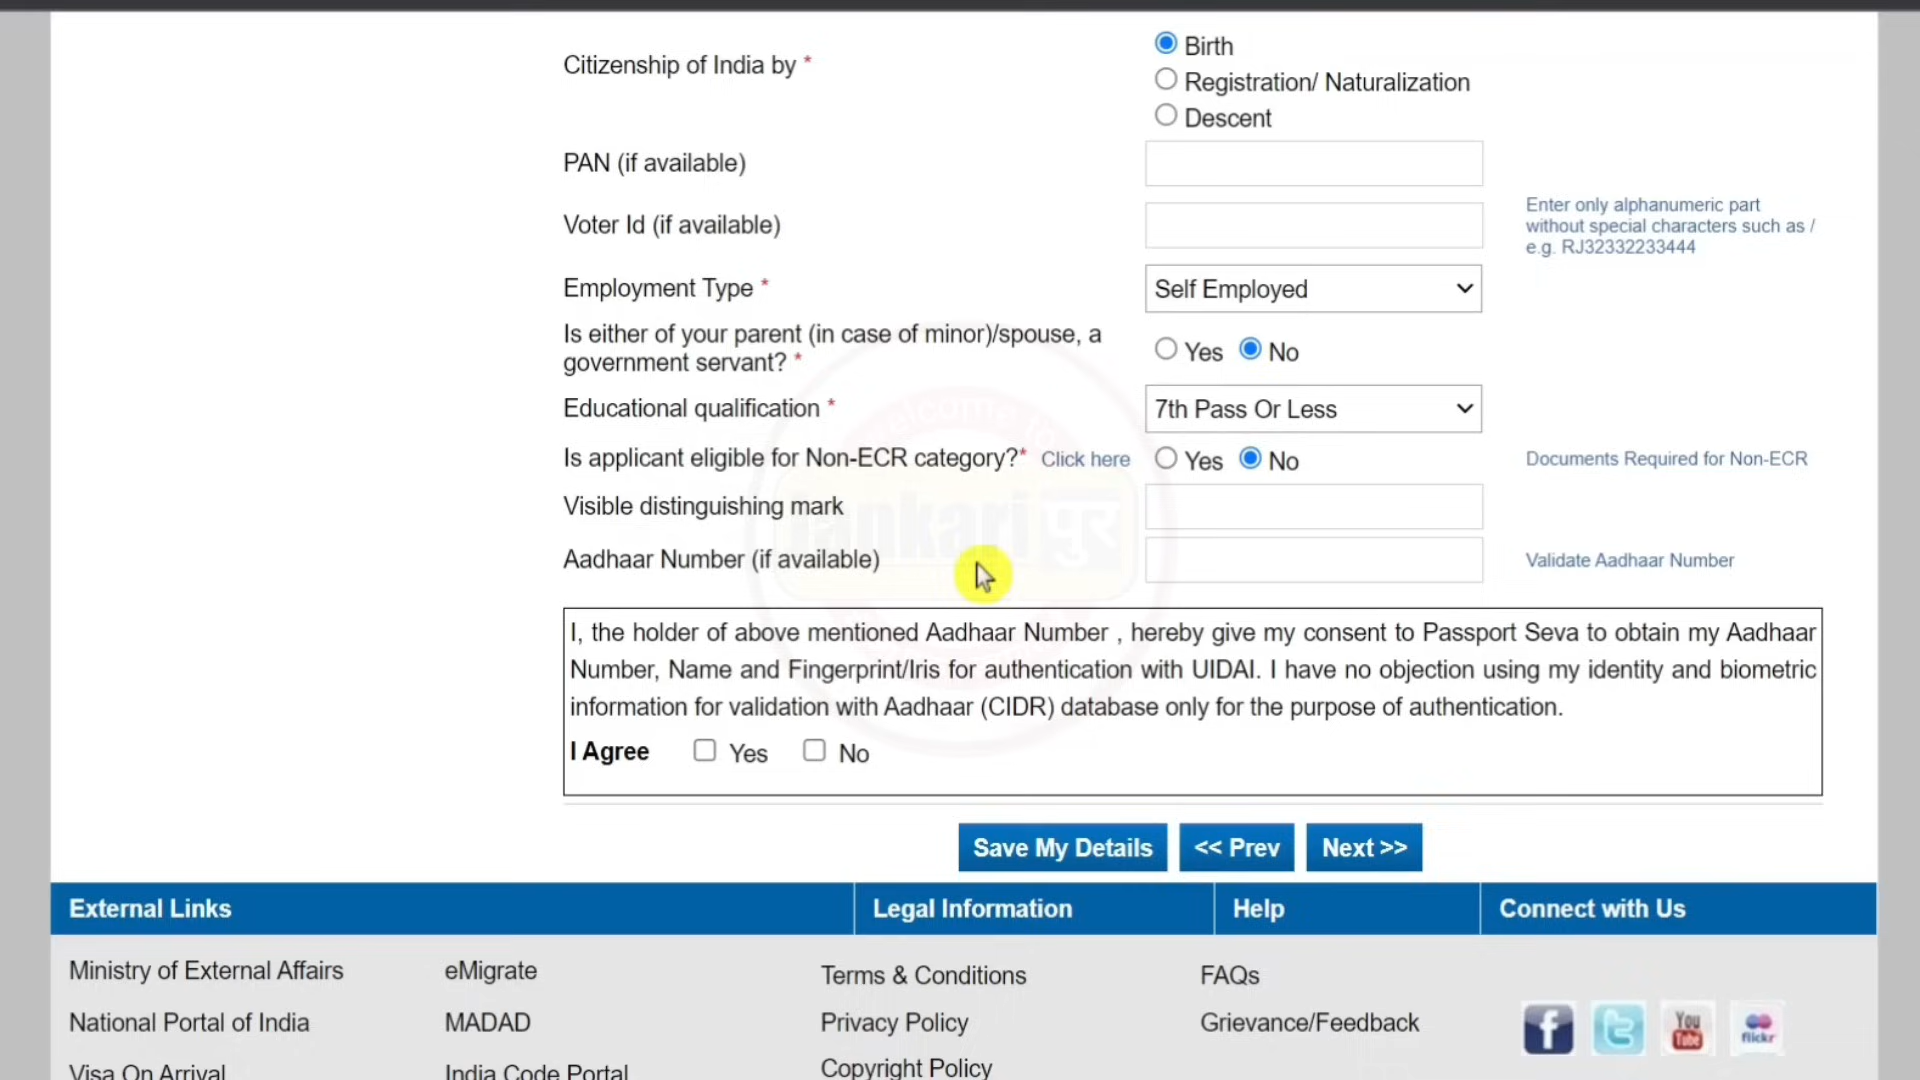 Citizenship of India by *
Birth
Registration/ Naturalization
Descent
PAN (if available)
Voter Id (if available)
Enter only alphanumeric part
without special characters such as /
e.g. RJ32332233444
Employment Type *
Self Employed
Is either of your parent (in case of minor)/spouse, a
government servant? *
Yes No
Educational qualification *
7th Pass Or Less
Is applicant eligible for Non-ECR category?* Click here
Yes No
Documents Required for Non-ECR
Visible distinguishing mark
Aadhaar Number (if available)
Validate Aadhaar Number
I, the holder of above mentioned Aadhaar Number , hereby give my consent to Passport Seva to obtain my Aadhaar
Number, Name and Fingerprint/Iris for authentication with UIDAI. I have no objection using my identity and biometric
information for validation with Aadhaar (CIDR) database only for the purpose of authentication.
I Agree Yes No
Save My Details << Prev Next >>
External Links Legal Information Help Connect with Us
Ministry of External Affairs eMigrate Terms & Conditions FAQs
National Portal of India MADAD Privacy Policy Grievance/Feedback
Visa On Arrival India Code Portal Copyright Policy
You
Tube
flickr